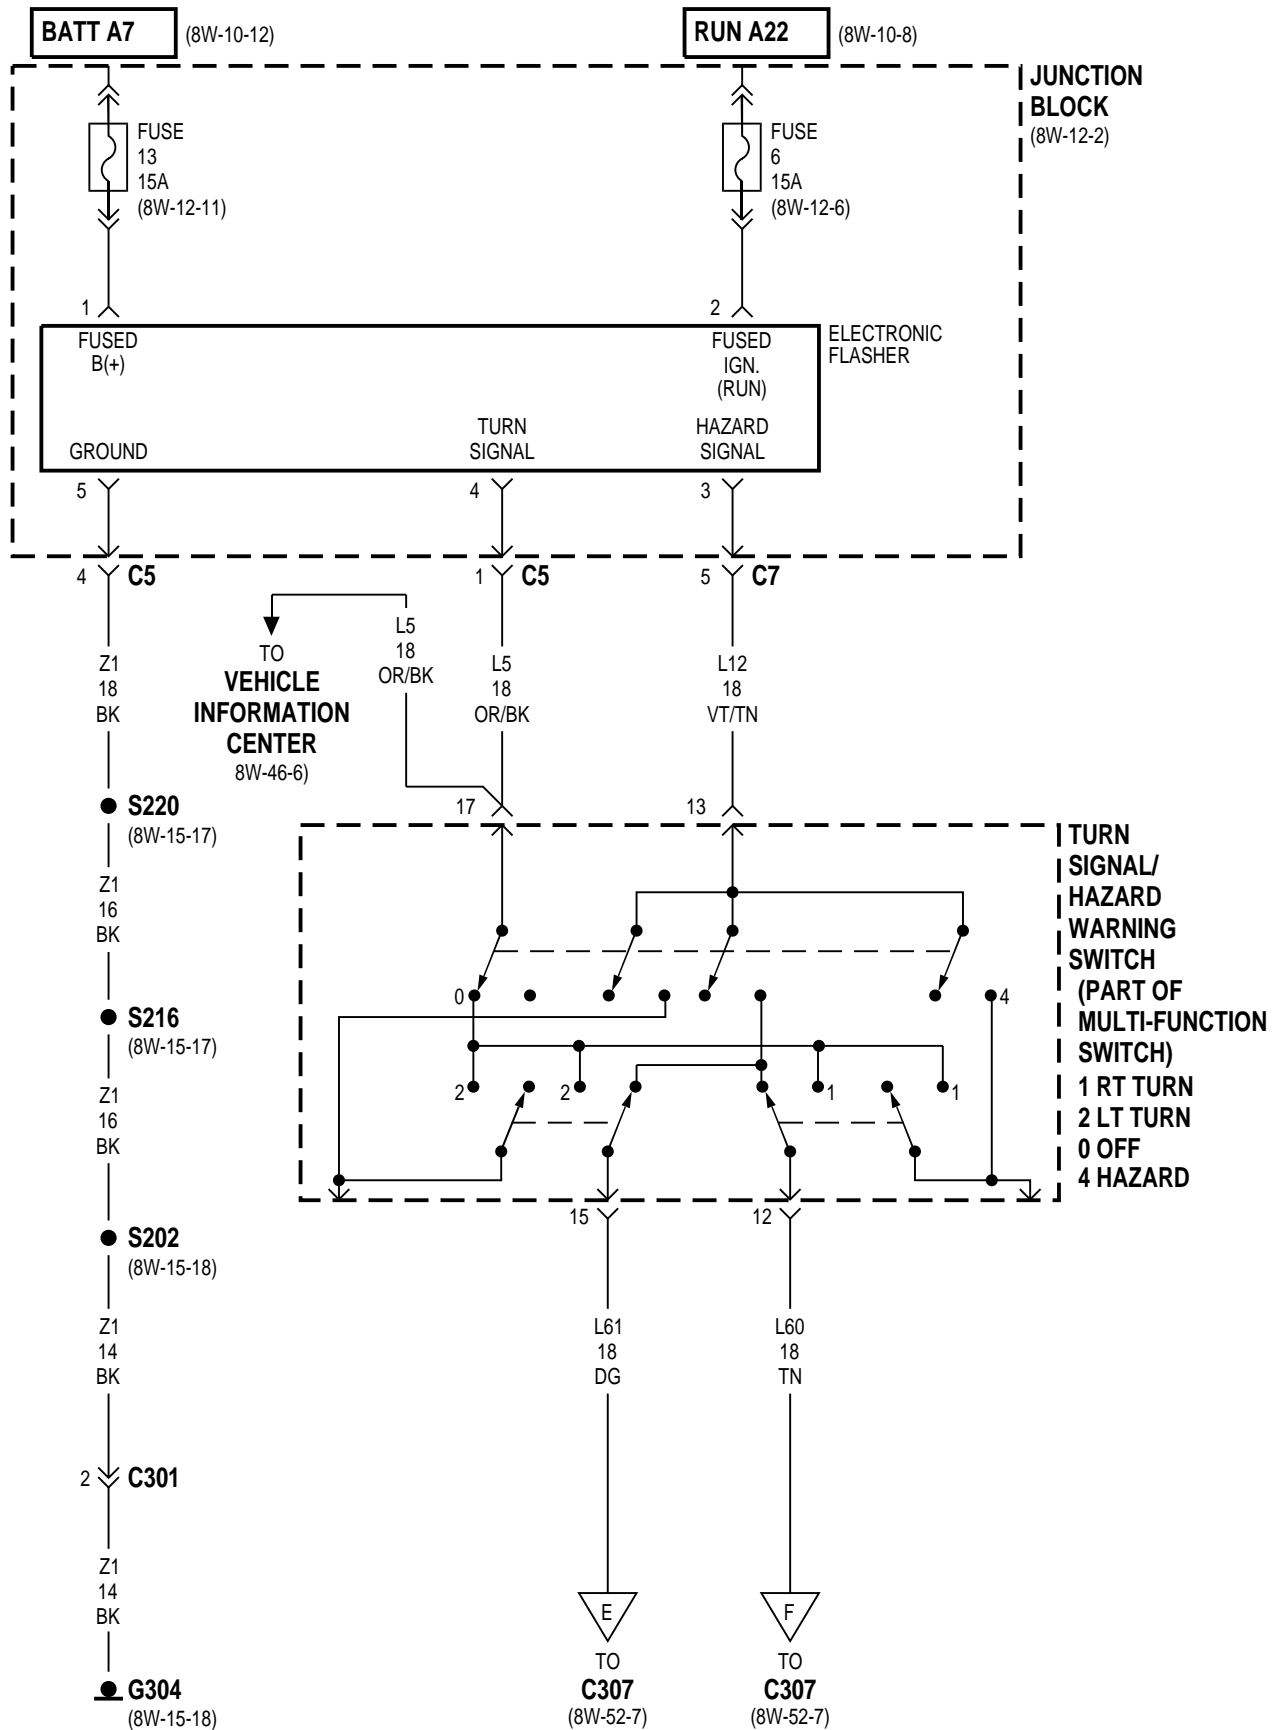 BATT A7
(8W-10-12)
RUN A22
(8W-10-8)
JUNCTION
BLOCK
(8W-12-2)
FUSE
13
15A
(8W-12-11)
FUSE
6
15A
(8W-12-6)
1
2
FUSED
B(+)
FUSED
IGN.
(RUN)
ELECTRONIC
FLASHER
GROUND
TURN
SIGNAL
HAZARD
SIGNAL
5
4
3
4
C5
1
C5
5
C7
Z1
18
BK
TO
VEHICLE
INFORMATION
CENTER
8W-46-6)
L5
18
OR/BK
L5
18
OR/BK
L12
18
VT/TN
S220
(8W-15-17)
17
13
TURN
SIGNAL/
HAZARD
WARNING
SWITCH
(PART OF
MULTI-FUNCTION
SWITCH)
1 RT TURN
2 LT TURN
0 OFF
4 HAZARD
Z1
16
BK
0
4
S216
(8W-15-17)
2
2
1
1
Z1
16
BK
15
12
S202
(8W-15-18)
Z1
14
BK
L61
18
DG
L60
18
TN
2
C301
Z1
14
BK
E
F
TO
C307
(8W-52-7)
TO
C307
(8W-52-7)
G304
(8W-15-18)